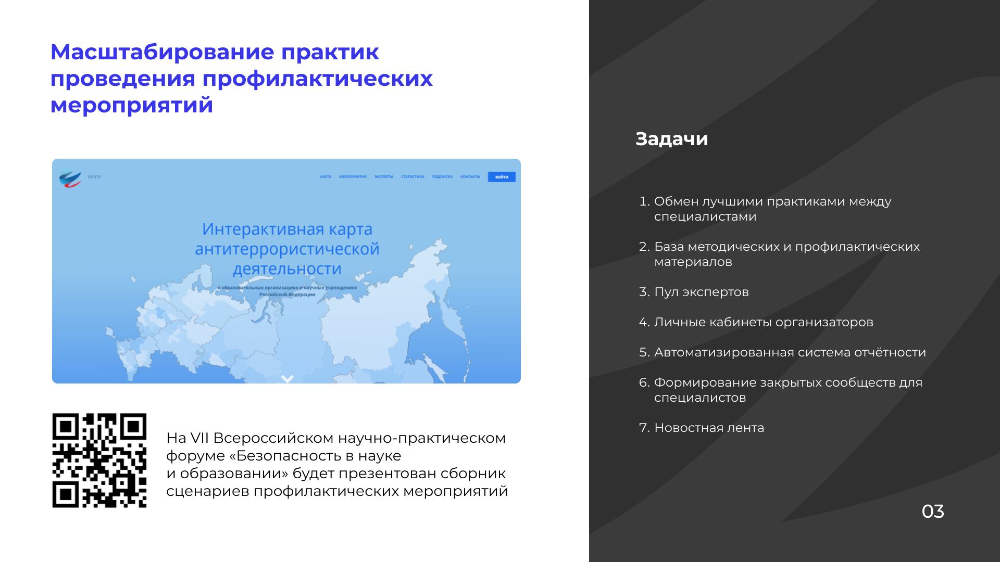 Масштабирование практик
проведения профилактических
мероприятий
КАРТА МЕРОПРИЯТИЯ ЭКСПЕРТЫ СТАТИСТИКА ПОДПИСКА КОНТАКТЫ ВОЙТИ
Интерактивная карта
антитеррористической
деятельности
в образовательных организациях и научных учреждениях
Российской Федерации
На VII Всероссийском научно-практическом
форуме «Безопасность в науке
и образовании» будет презентован сборник
сценариев профилактических мероприятий
Задачи
1. Обмен лучшими практиками между
специалистами
2. База методических и профилактических
материалов
3. Пул экспертов
4. Личные кабинеты организаторов
5. Автоматизированная система отчётности
6. Формирование закрытых сообществ для
специалистов
7. Новостная лента
03